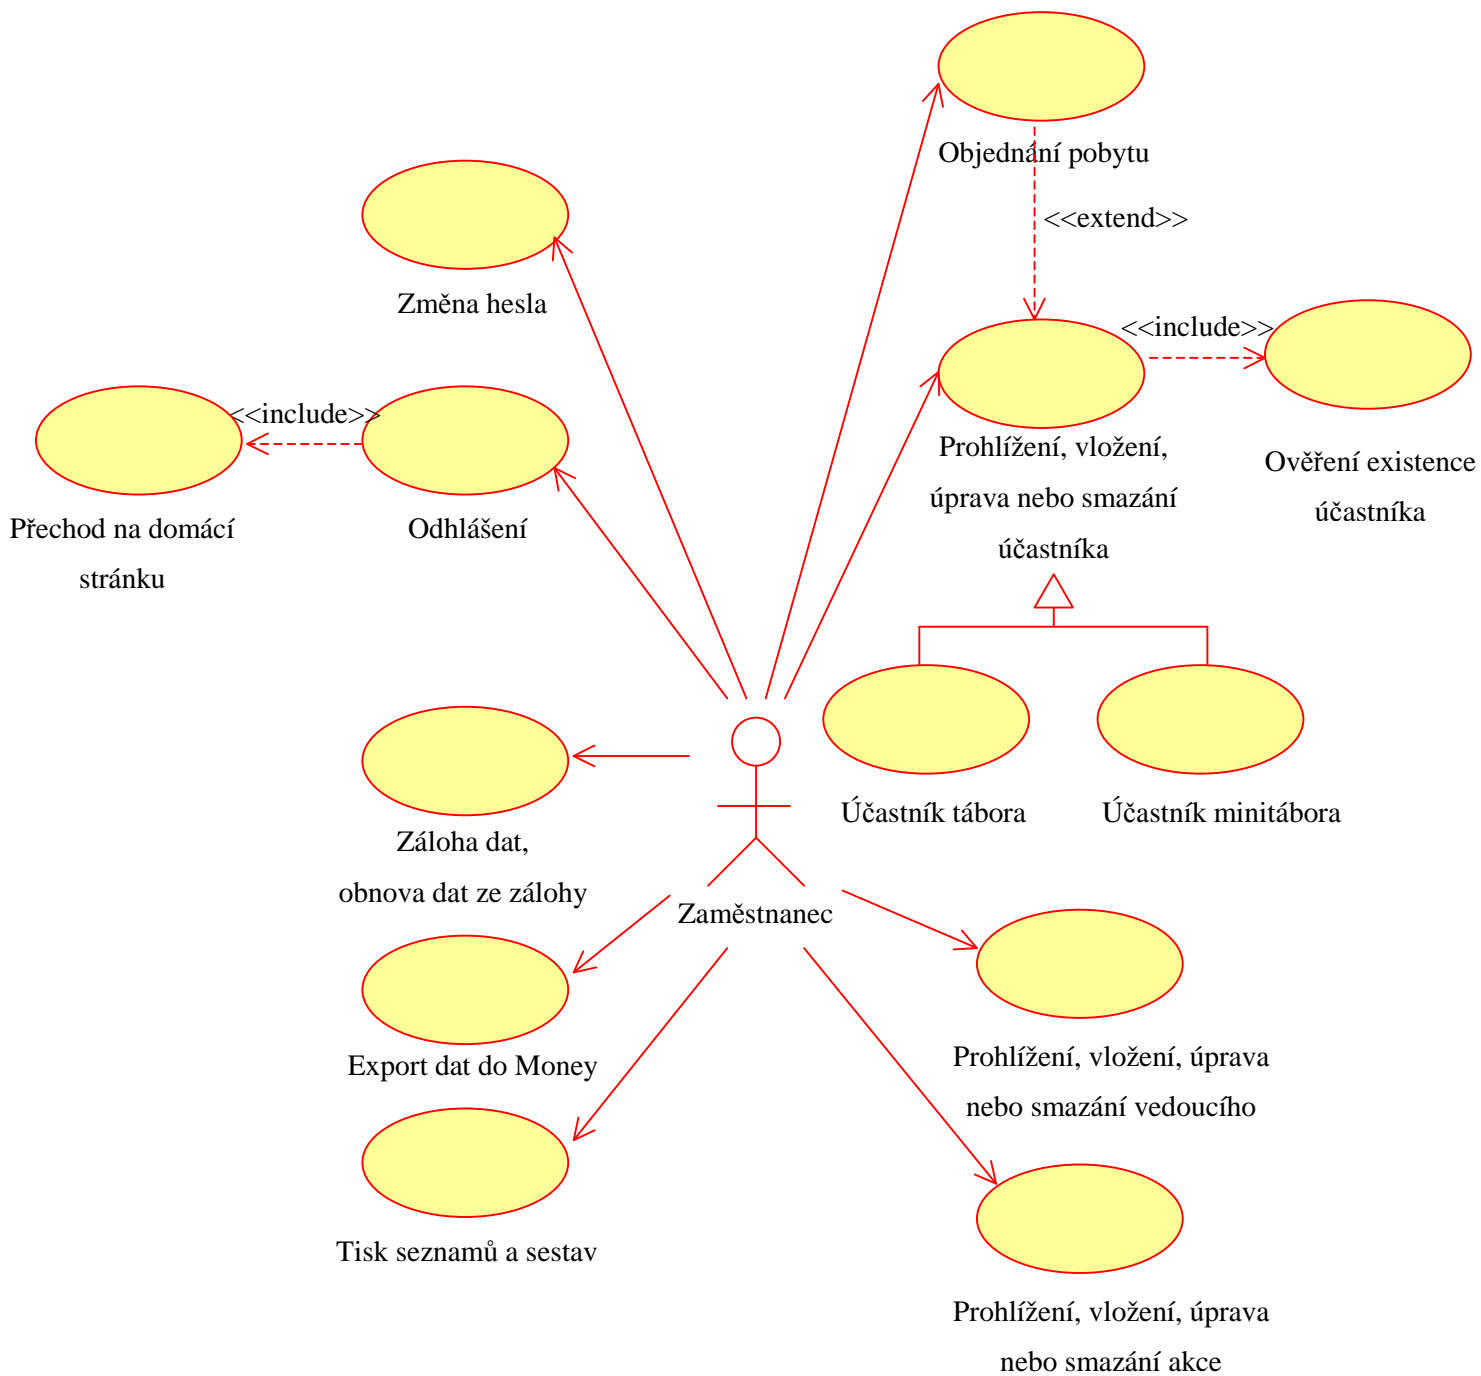 Objednání pobytu
<<extend>>
Změna hesla
<<include>>
<<include>>
Prohlížení, vložení,
úprava nebo smazání
účastníka
Ověření existence
účastníka
Přechod na domácí
stránku
Odhlášení
Účastník tábora
Účastník minitábora
Záloha dat,
obnova dat ze zálohy
Zaměstnanec
Export dat do Money
Prohlížení, vložení, úprava
nebo smazání vedoucího
Tisk seznamů a sestav
Prohlížení, vložení, úprava
nebo smazání akce